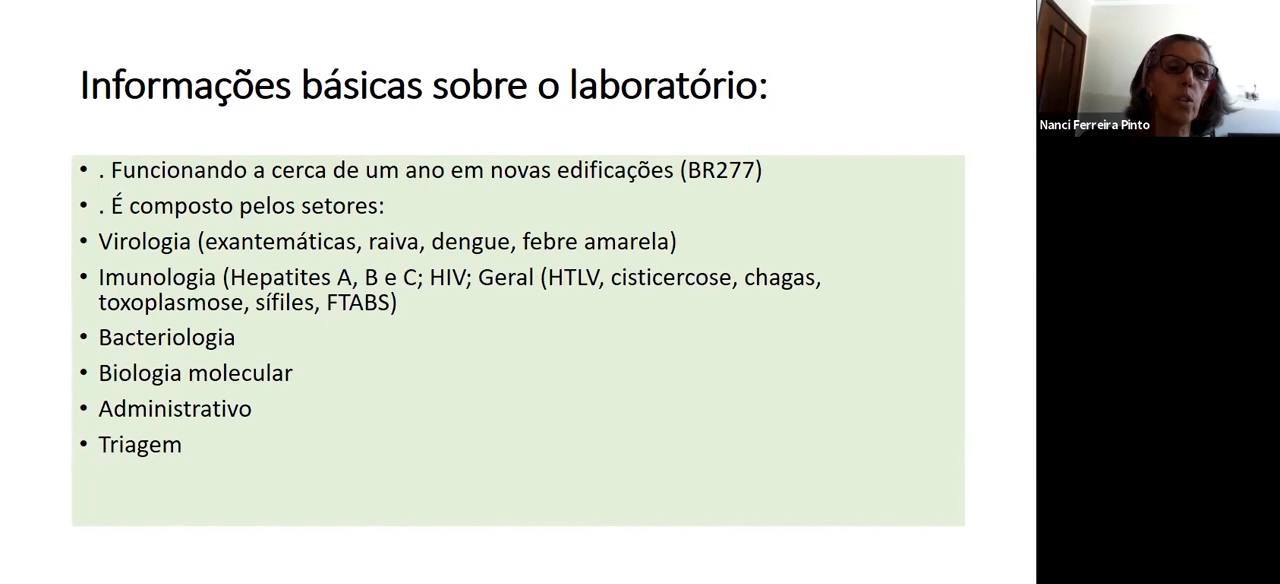 Informações básicas sobre o laboratório:
• . Funcionando a cerca de um ano em novas edificações (BR277)
• . É composto pelos setores:
• Virologia (exantemáticas, raiva, dengue, febre amarela)
• Imunologia (Hepatites A, B e C; HIV; Geral (HTLV, cisticercose, chagas,
toxoplasmose, sífiles, FTABS)
• Bacteriologia
• Biologia molecular
• Administrativo
• Triagem
Nanci Ferreira Pinto